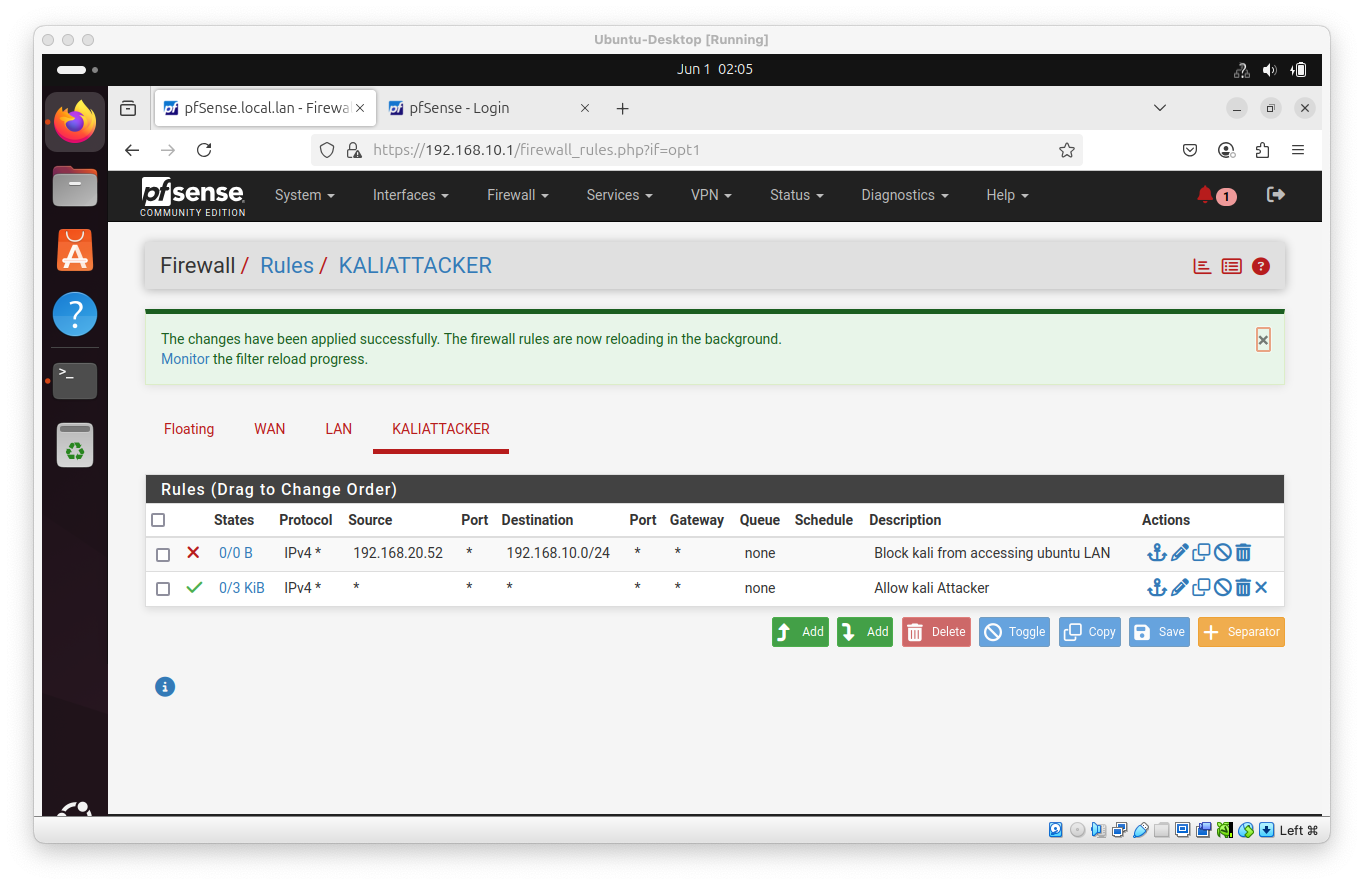 Ubuntu-Desktop [Running]
Jun 1 02:05
pfSense.local.lan - Firewal
pfSense - Login
https://192.168.10.1/firewall_rules.php?if=opt1
pfsense
COMMUNITY EDITION
System
Interfaces
Firewall
Services
VPN
Status
Diagnostics
Help
1
Firewall / Rules / KALIATTACKER
The changes have been applied successfully. The firewall rules are now reloading in the background.
Monitor the filter reload progress.
Floating WAN LAN KALIATTACKER
Rules (Drag to Change Order)
States Protocol Source Port Destination Port Gateway Queue Schedule Description Actions
0/0 B IPv4 * 192.168.20.52 * 192.168.10.0/24 * * none Block kali from accessing ubuntu LAN
0/3 KiB IPv4 * * * * * * none Allow kali Attacker
Add Add Delete Toggle Copy Save Separator
Left ⌘